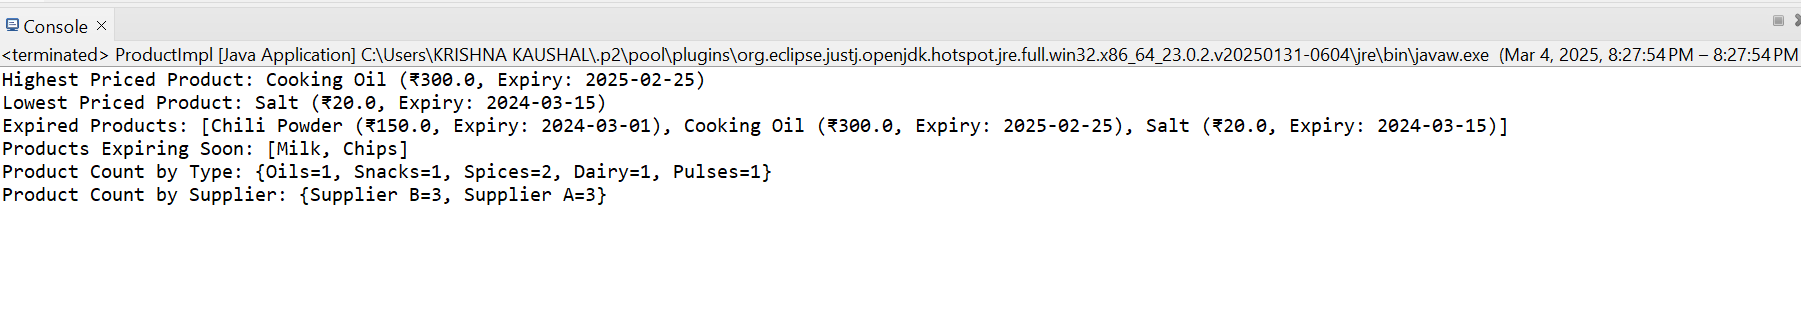 Console
<terminated> ProductImpl [Java Application] C:\Users\KRISHNA KAUSHAL\.p2\pool\plugins\org.eclipse.justj.openjdk.hotspot.jre.full.win32.x86_64_23.0.2.v20250131-0604\jre\bin\javaw.exe (Mar 4, 2025, 8:27:54 PM – 8:27:54 PM
Highest Priced Product: Cooking Oil (₹300.0, Expiry: 2025-02-25)
Lowest Priced Product: Salt (₹20.0, Expiry: 2024-03-15)
Expired Products: [Chili Powder (₹150.0, Expiry: 2024-03-01), Cooking Oil (₹300.0, Expiry: 2025-02-25), Salt (₹20.0, Expiry: 2024-03-15)]
Products Expiring Soon: [Milk, Chips]
Product Count by Type: {Oils=1, Snacks=1, Spices=2, Dairy=1, Pulses=1}
Product Count by Supplier: {Supplier B=3, Supplier A=3}